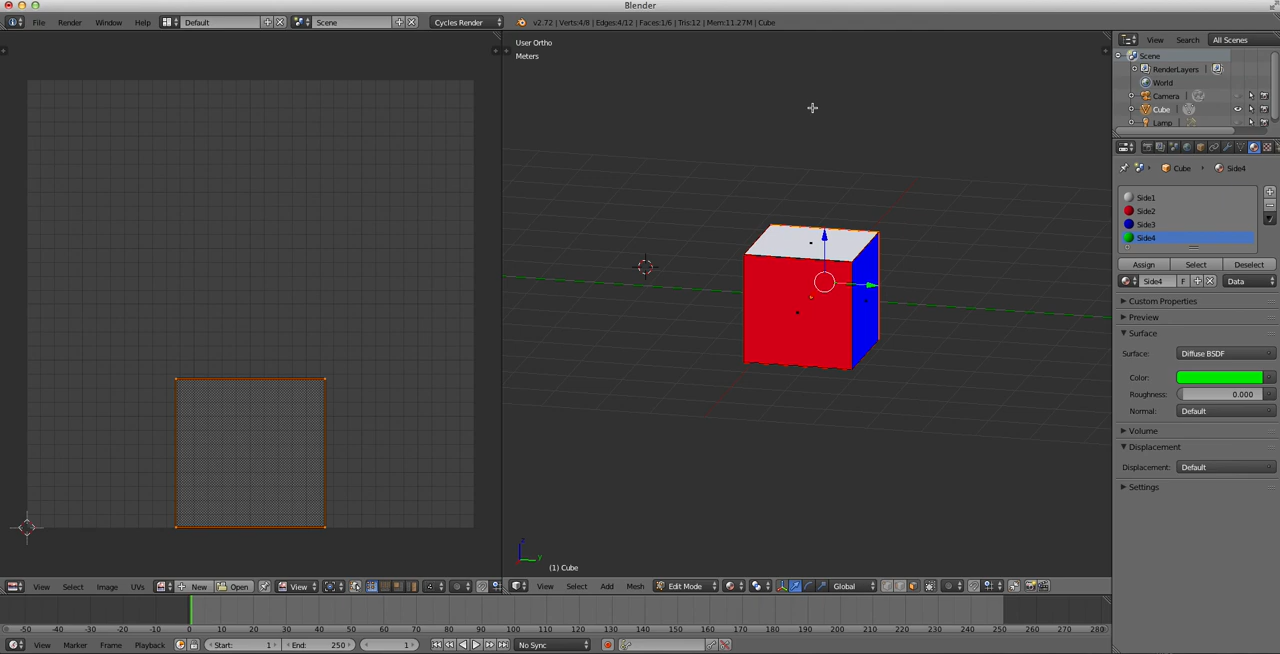 Blender
File Render Window Help Default Scene Cycles Render v2.72 | Verts:4/8 | Edges:4/12 | Faces:1/6 | Tris:12 | Mem:11.27M | Cube
User Ortho
Meters
(1) Cube
View Select Image UVs New Open View
View Select Add Mesh Edit Mode Global
-50 -40 -30 -20 -10 0 10 20 30 40 50 60 70 80 90 100 110 120 130 140 150 160 170 180 190 200 210 220 230 240 250 260 270 280
View Marker Frame Playback Start: 1 End: 250 1 No Sync
View Search All Scenes
Scene
RenderLayers
World
Camera
Cube
Lamp
Cube Side4
Side1
Side2
Side3
Side4
Assign Select Deselect
Side4 F Data
Custom Properties
Preview
Surface
Surface: Diffuse BSDF
Color:
Roughness: 0.000
Normal: Default
Volume
Displacement
Displacement: Default
Settings